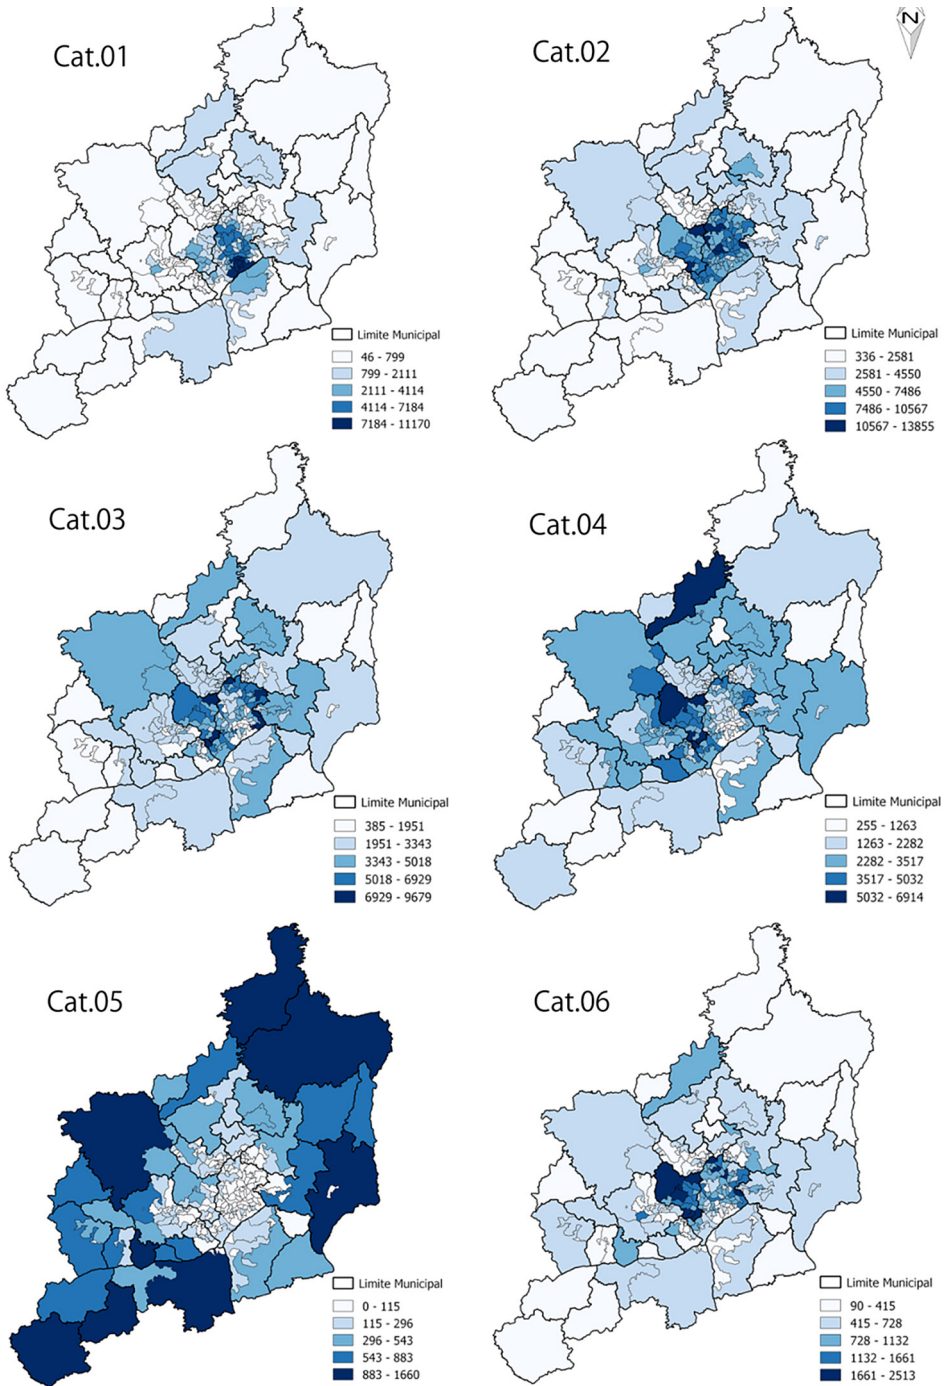 N
Cat.01
Limite Municipal
46 - 799
799 - 2111
2111 - 4114
4114 - 7184
7184 - 11170
Cat.02
Limite Municipal
336 - 2581
2581 - 4550
4550 - 7486
7486 - 10567
10567 - 13855
Cat.03
Limite Municipal
385 - 1951
1951 - 3343
3343 - 5018
5018 - 6929
6929 - 9679
Cat.04
Limite Municipal
255 - 1263
1263 - 2282
2282 - 3517
3517 - 5032
5032 - 6914
Cat.05
Limite Municipal
0 - 115
115 - 296
296 - 543
543 - 883
883 - 1660
Cat.06
Limite Municipal
90 - 415
415 - 728
728 - 1132
1132 - 1661
1661 - 2513